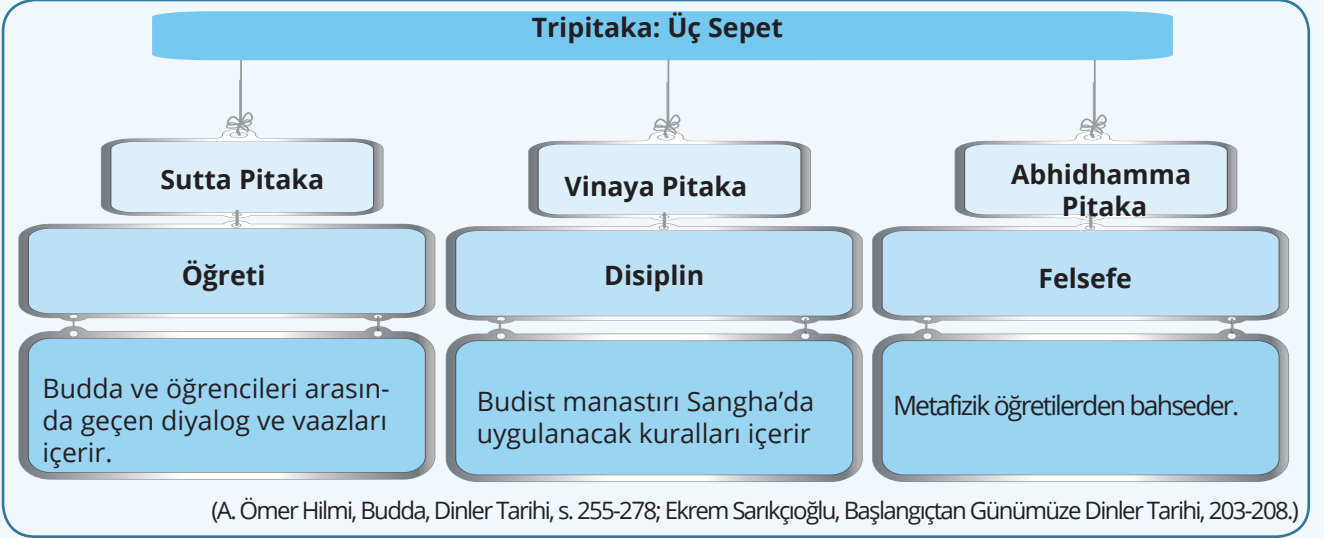 Tripitaka: Üç Sepet
Sutta Pitaka
Öğreti
Budda ve öğrencileri arasın-
da geçen diyalog ve vaazları
içerir.
Vinaya Pitaka
Disiplin
Budist manastırı Sangha’da
uygulanacak kuralları içerir
Abhidhamma
Pitaka
Felsefe
Metafizik öğretilerden bahseder.
(A. Ömer Hilmi, Budda, Dinler Tarihi, s. 255-278; Ekrem Sarıkçıoğlu, Başlangıçtan Günümüze Dinler Tarihi, 203-208.)